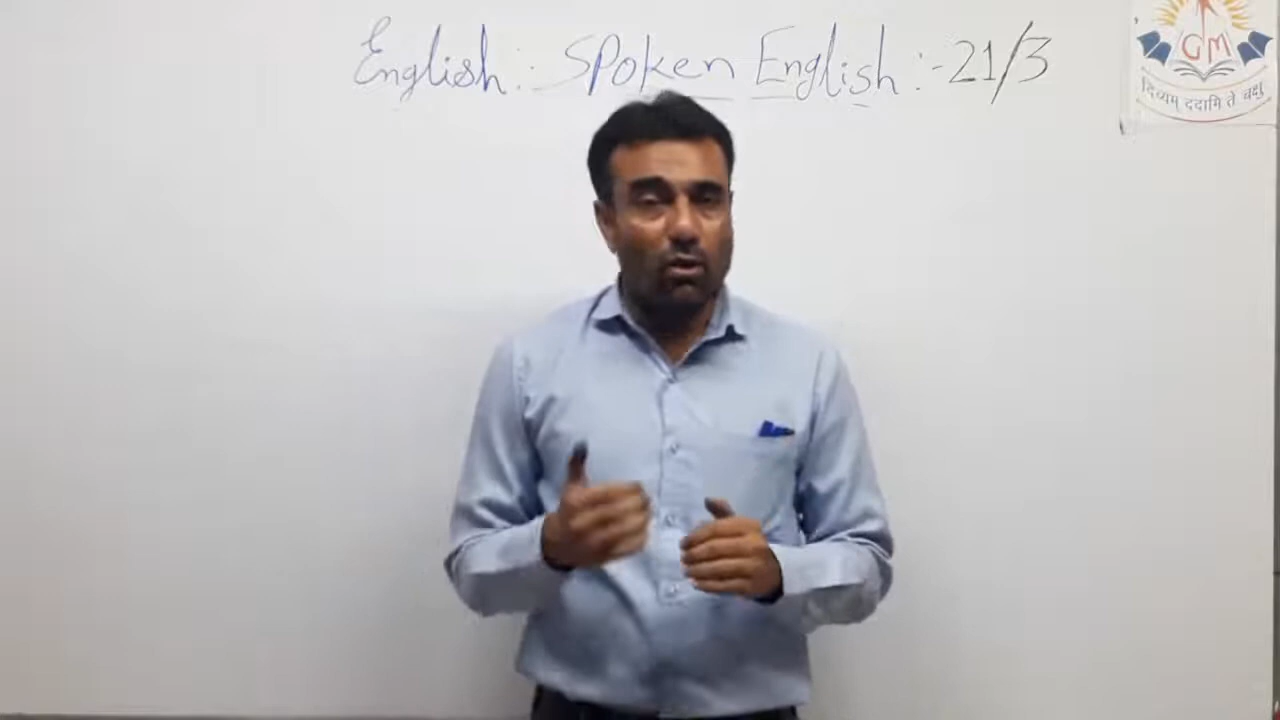 English :- Spoken English :- 21/3
GM
दिव्यम् ददामि ते चक्षु